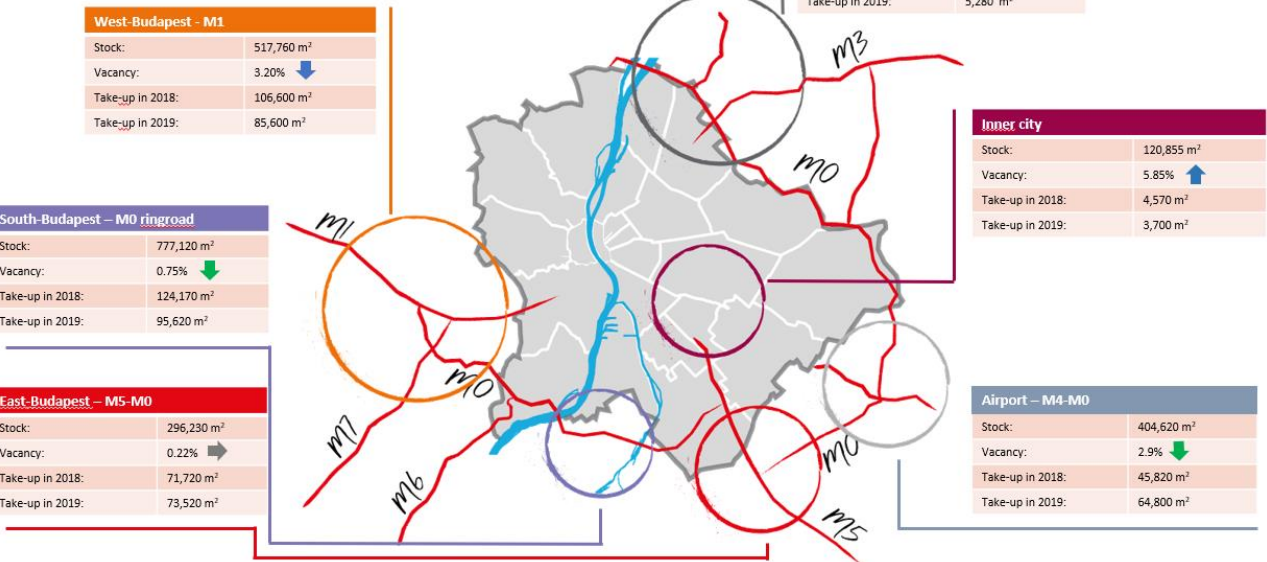 Take-up in 2019: 5,280 m²
West-Budapest - M1
Stock: 517,760 m²
Vacancy: 3.20%
Take-up in 2018: 106,600 m²
Take-up in 2019: 85,600 m²
M3
Inner city
Stock: 120,855 m²
Vacancy: 5.85%
Take-up in 2018: 4,570 m²
Take-up in 2019: 3,700 m²
M0
South-Budapest – M0 ringroad
Stock: 777,120 m²
Vacancy: 0.75%
Take-up in 2018: 124,170 m²
Take-up in 2019: 95,620 m²
M1
M0
East-Budapest – M5-M0
Stock: 296,230 m²
Vacancy: 0.22%
Take-up in 2018: 71,720 m²
Take-up in 2019: 73,520 m²
M7
M6
Airport – M4-M0
Stock: 404,620 m²
Vacancy: 2.9%
Take-up in 2018: 45,820 m²
Take-up in 2019: 64,800 m²
M0
M5